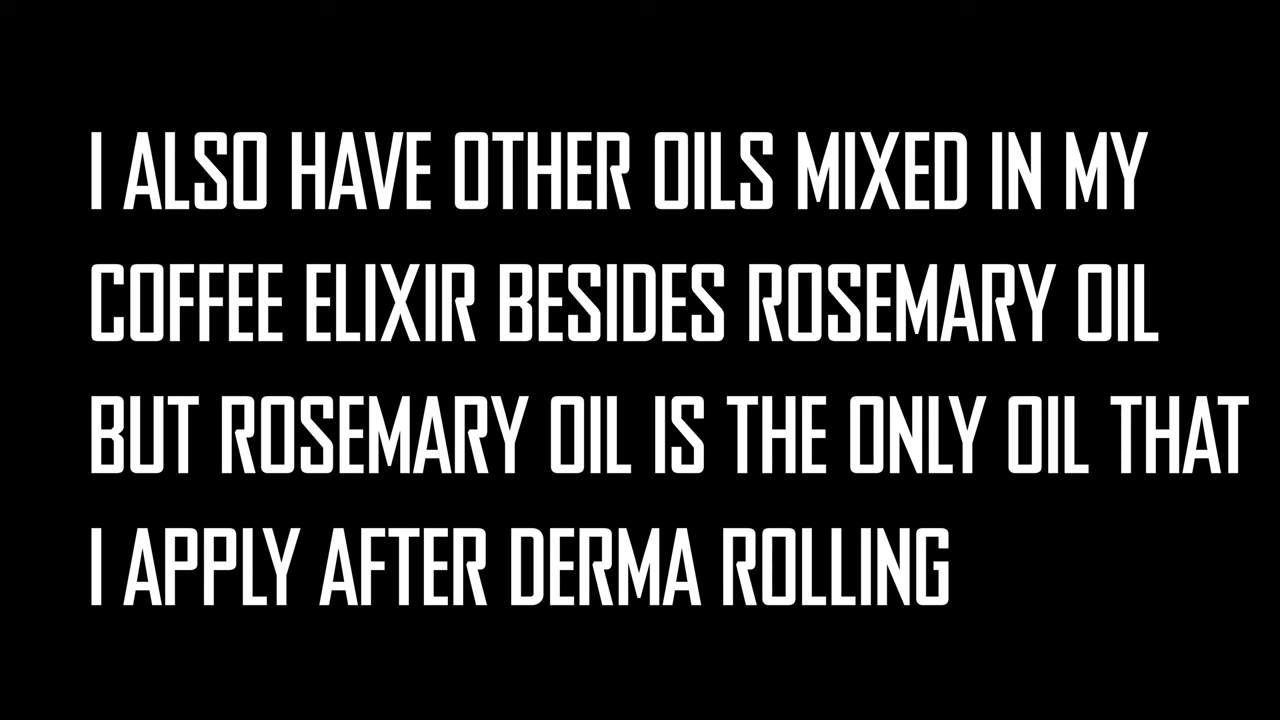 I ALSO HAVE OTHER OILS MIXED IN MY
COFFEE ELIXIR BESIDES ROSEMARY OIL
BUT ROSEMARY OIL IS THE ONLY OIL THAT
I APPLY AFTER DERMA ROLLING